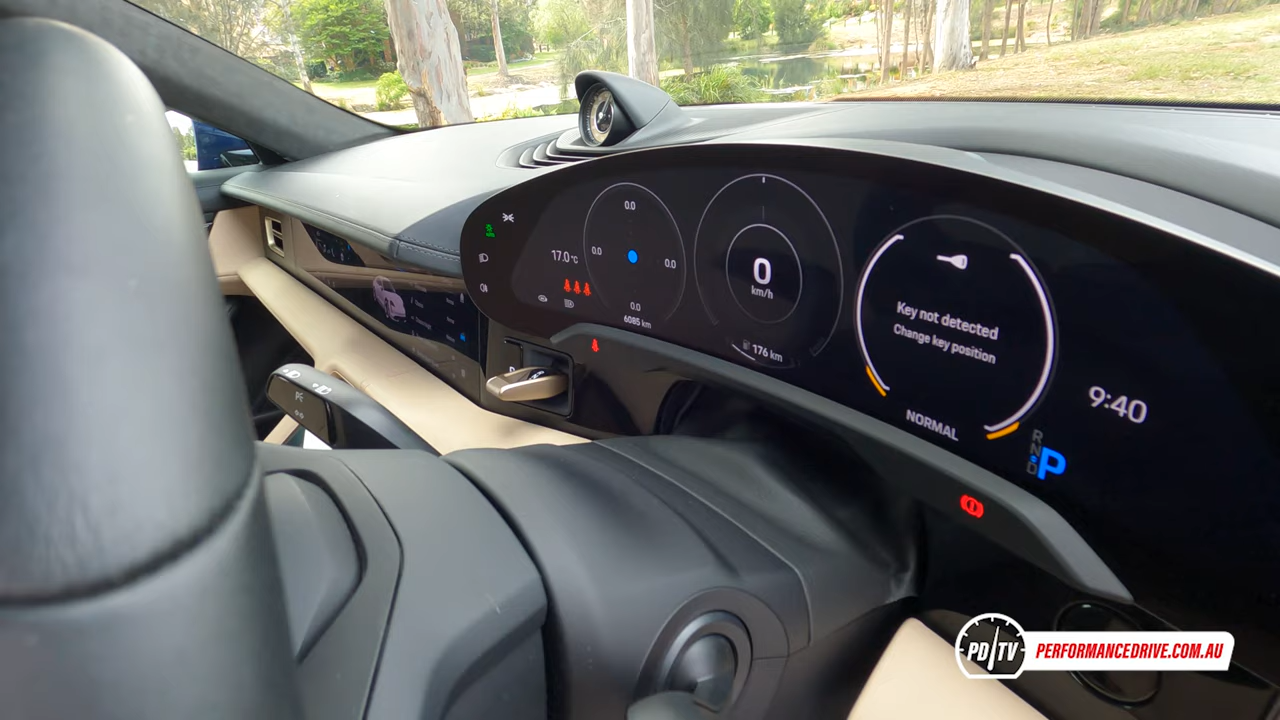 AUTO
17.0 °C
0.0
0.0
0.0
0.0
6085 km
0
km/h
176 km
Key not detected
Change key position
NORMAL
9:40
R
N
D
P
PD TV
PERFORMANCEDRIVE.COM.AU